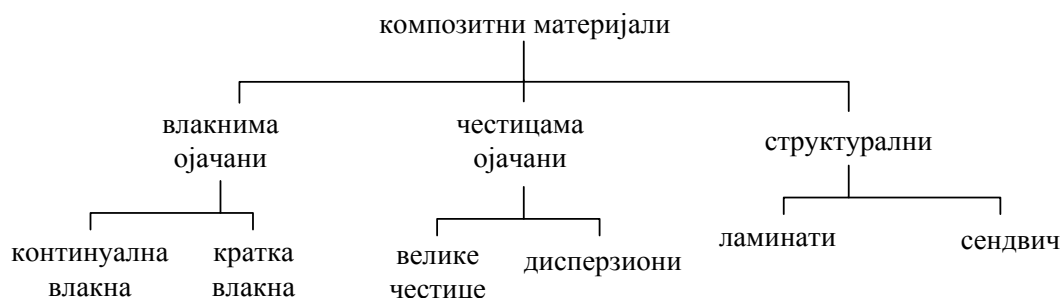 композитни материјали
влакнима
ојачани
честицама
ојачани
структурални
континуална
влакна
кратка
влакна
велике
честице
дисперзиони
ламинати
сендвич